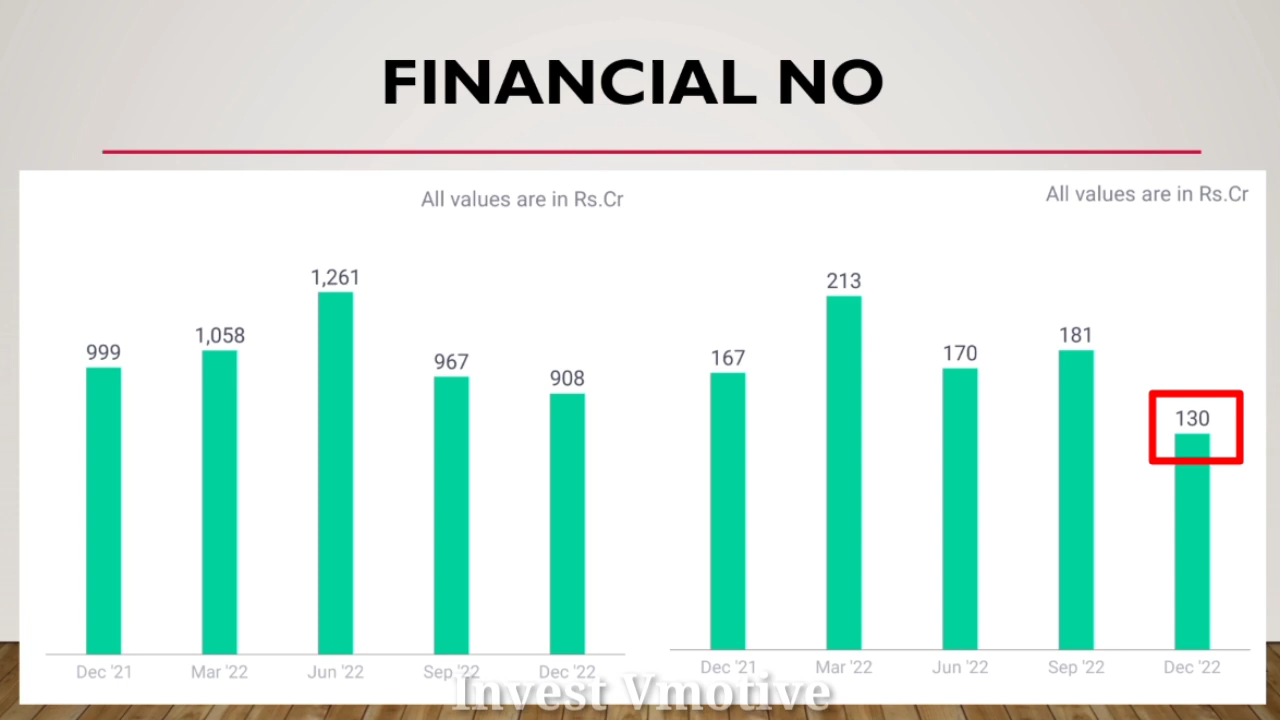 FINANCIAL NO
All values are in Rs.Cr
999
1,058
1,261
967
908
Dec '21
Mar '22
Jun '22
Sep '22
Dec '22
All values are in Rs.Cr
167
213
170
181
130
Dec '21
Mar '22
Jun '22
Sep '22
Dec '22
Invest Vmotive